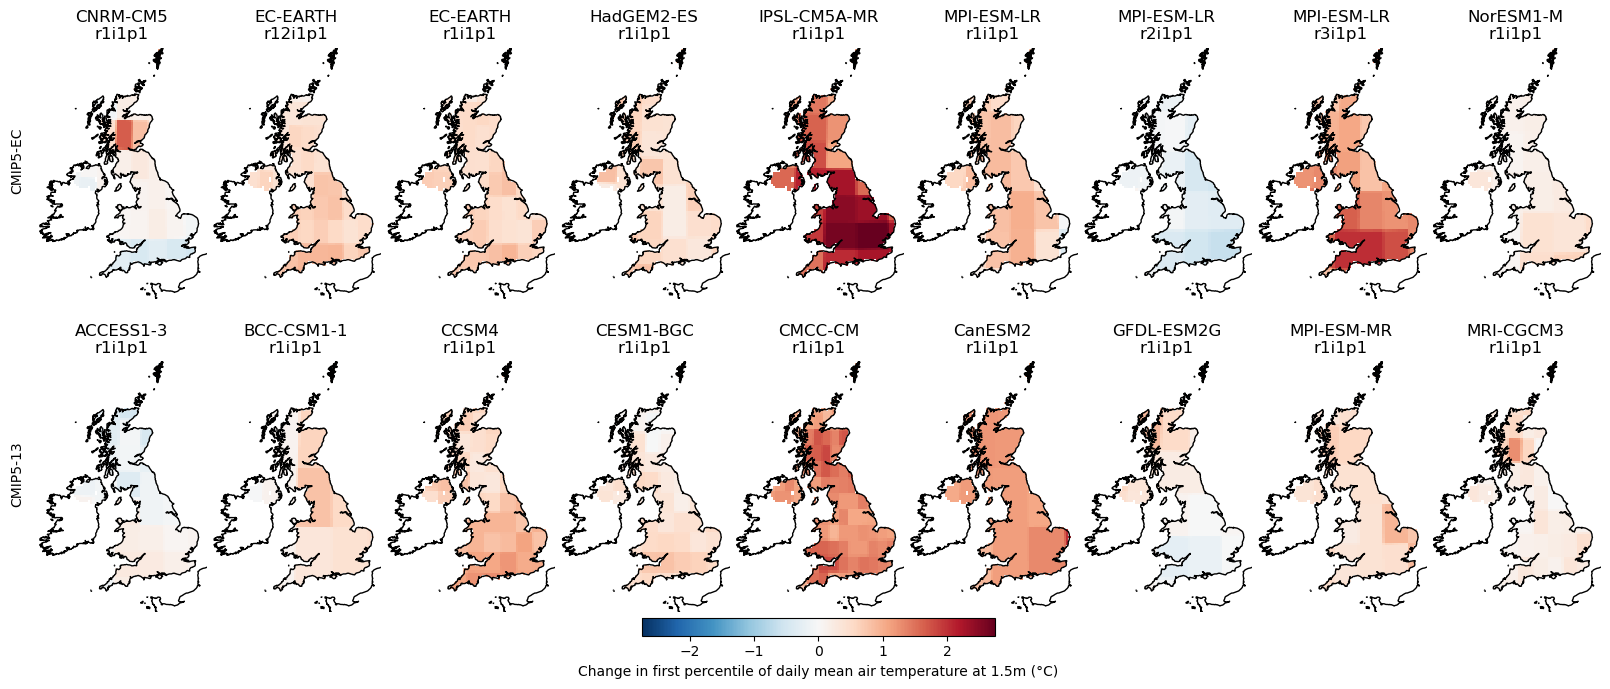 CNRM-CM5
r1i1p1
EC-EARTH
r12i1p1
EC-EARTH
r1i1p1
HadGEM2-ES
r1i1p1
IPSL-CM5A-MR
r1i1p1
MPI-ESM-LR
r1i1p1
MPI-ESM-LR
r2i1p1
MPI-ESM-LR
r3i1p1
NorESM1-M
r1i1p1
CMIP5-EC
ACCESS1-3
r1i1p1
BCC-CSM1-1
r1i1p1
CCSM4
r1i1p1
CESM1-BGC
r1i1p1
CMCC-CM
r1i1p1
CanESM2
r1i1p1
GFDL-ESM2G
r1i1p1
MPI-ESM-MR
r1i1p1
MRI-CGCM3
r1i1p1
CMIP5-13
−2 −1 0 1 2
Change in first percentile of daily mean air temperature at 1.5m (°C)